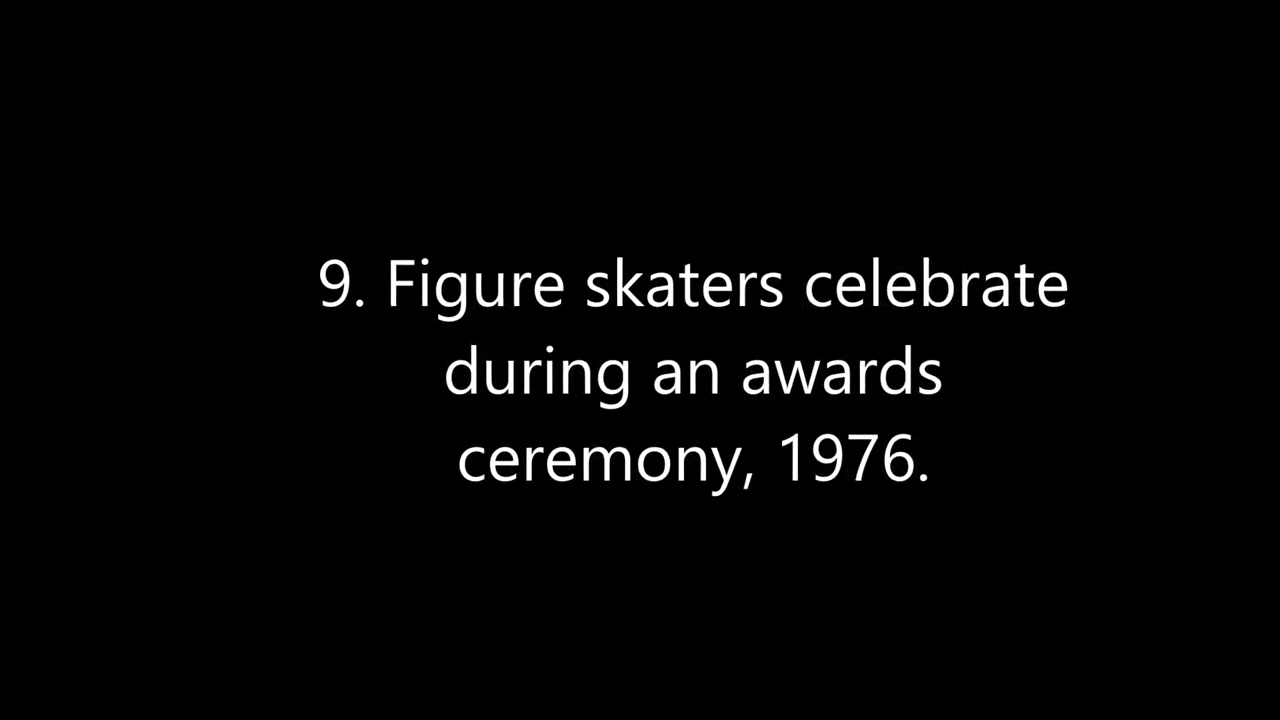 9. Figure skaters celebrate
during an awards
ceremony, 1976.